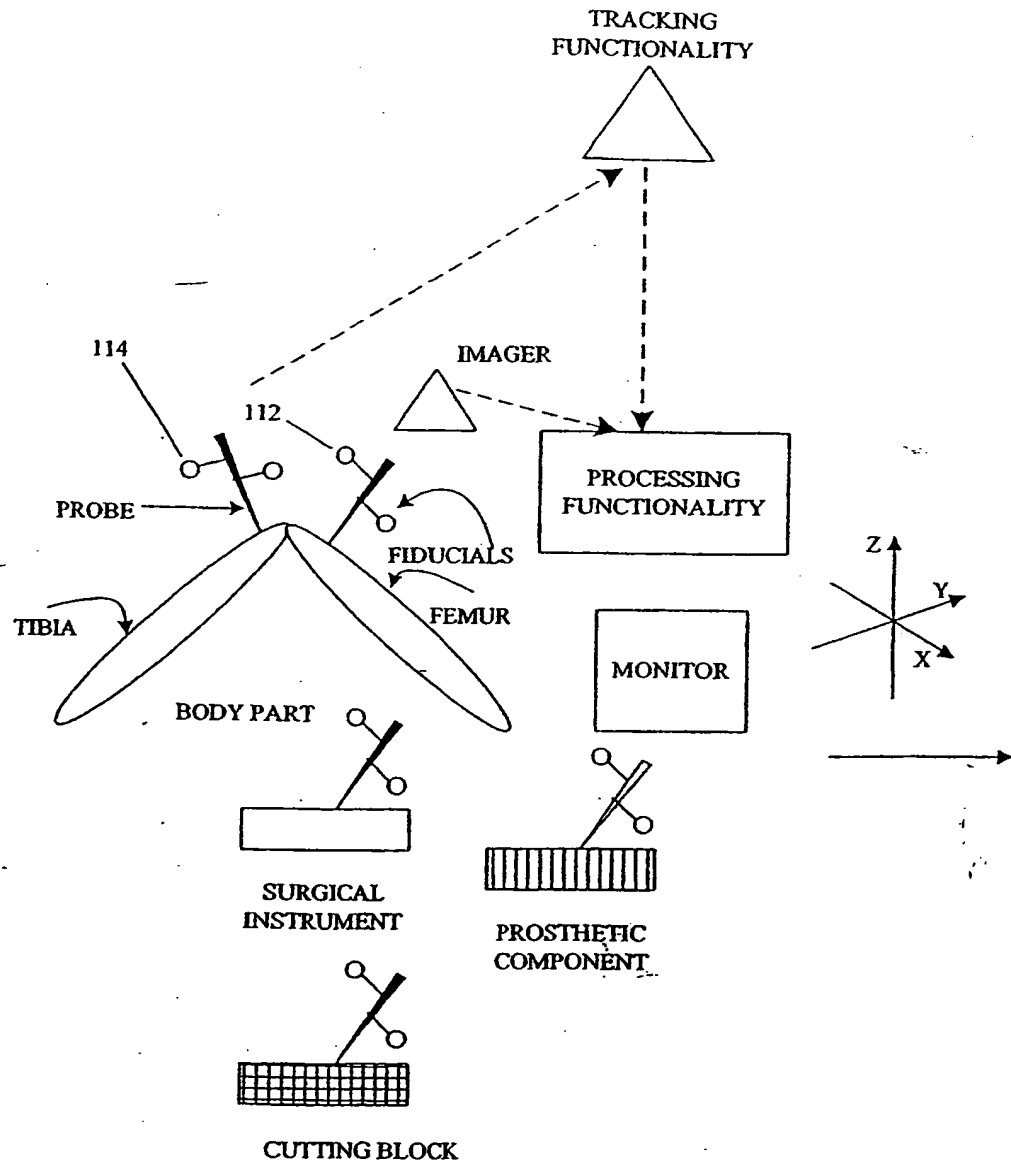 TRACKING
FUNCTIONALITY
114
IMAGER
112
PROCESSING
FUNCTIONALITY
PROBE
FIDUCIALS
Z
Y
X
TIBIA
FEMUR
MONITOR
BODY PART
SURGICAL
INSTRUMENT
PROSTHETIC
COMPONENT
CUTTING BLOCK